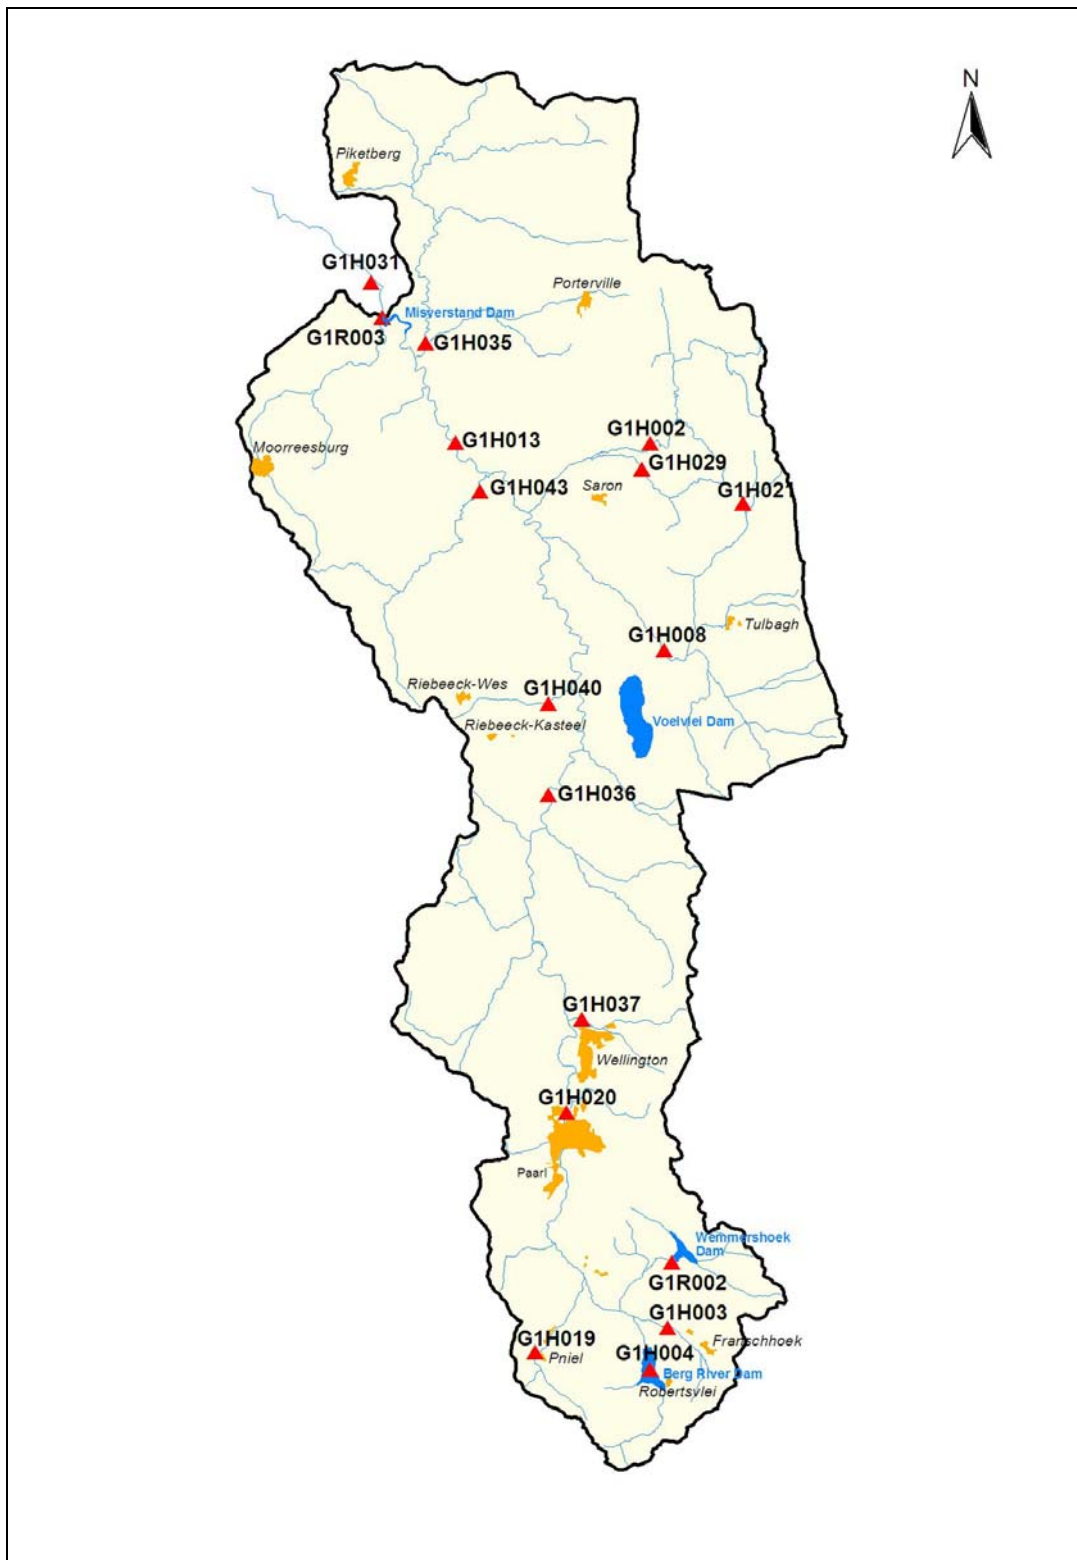 N
Piketberg
G1H031
Porterville
Misverstand Dam
G1R003
G1H035
G1H013
G1H002
Moorreesburg
G1H029
Saron
G1H043
G1H021
Tulbagh
G1H008
Riebeeck-Wes
G1H040
Riebeeck-Kasteel
Voelvlei Dam
G1H036
G1H037
Wellington
G1H020
Paarl
Wemmershoek
Dam
G1R002
G1H003
G1H019
Franschhoek
Pniel
G1H004
Berg River Dam
Robertsvlei